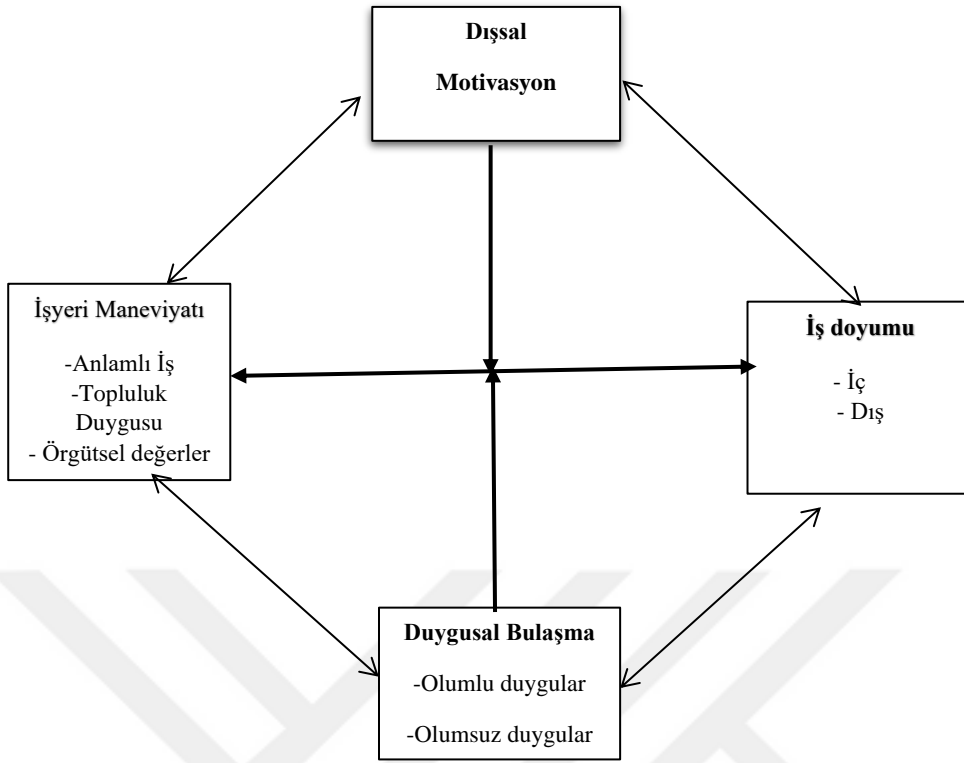 Dışsal
Motivasyon
İşyeri Maneviyatı
-Anlamlı İş
-Topluluk
Duygusu
- Örgütsel değerler
İş doyumu
- İç
- Dış
Duygusal Bulaşma
-Olumlu duygular
-Olumsuz duygular